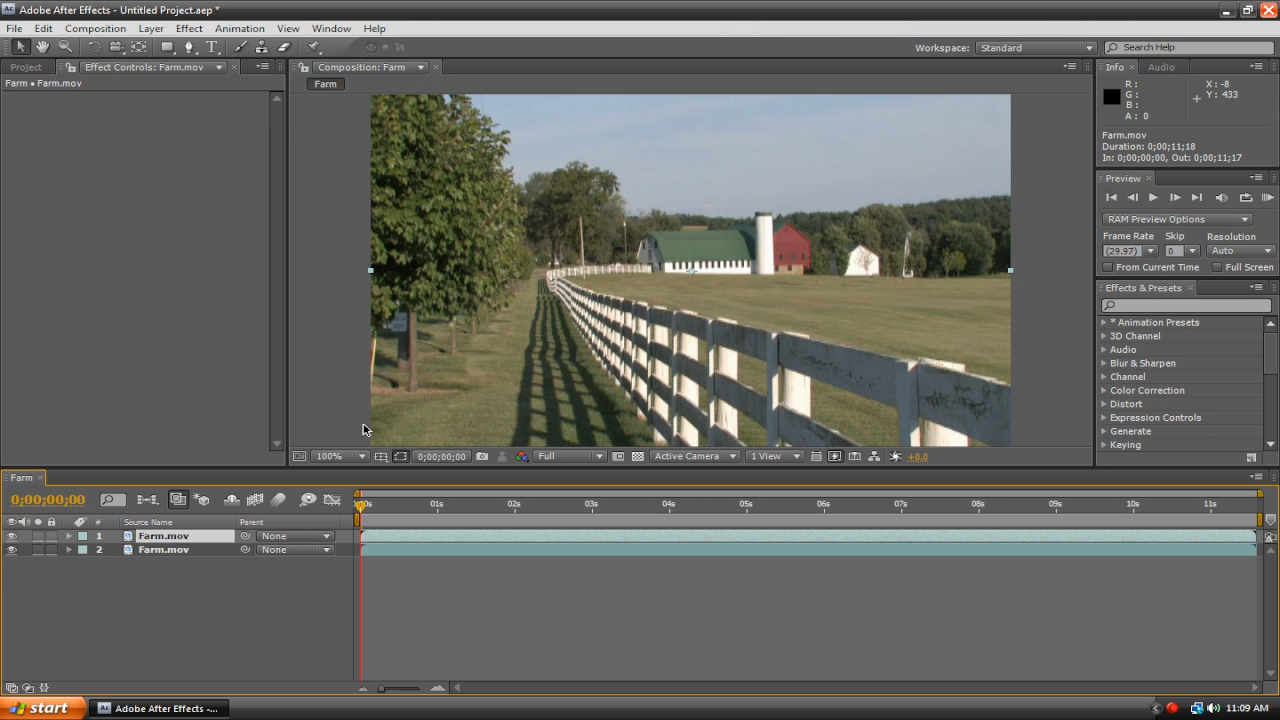 Adobe After Effects - Untitled Project.aep *
File Edit Composition Layer Effect Animation View Window Help
Workspace: Standard Search Help
Project Effect Controls: Farm.mov
Farm • Farm.mov
Composition: Farm
Farm
Info Audio
R :
G :
B :
A : 0
X : -8
Y : 433
Farm.mov
Duration: 0;00;11;18
In: 0;00;00;00, Out: 0;00;11;17
Preview
RAM Preview Options
Frame Rate Skip Resolution
(29.97) 0 Auto
From Current Time Full Screen
Effects & Presets
* Animation Presets
3D Channel
Audio
Blur & Sharpen
Channel
Color Correction
Distort
Expression Controls
Generate
Keying
100% 0;00;00;00 Full Active Camera 1 View +0.0
Farm
0;00;00;00
01s 02s 03s 04s 05s 06s 07s 08s 09s 10s 11s
# Source Name Parent
1 Farm.mov None
2 Farm.mov None
start Adobe After Effects -... 11:09 AM